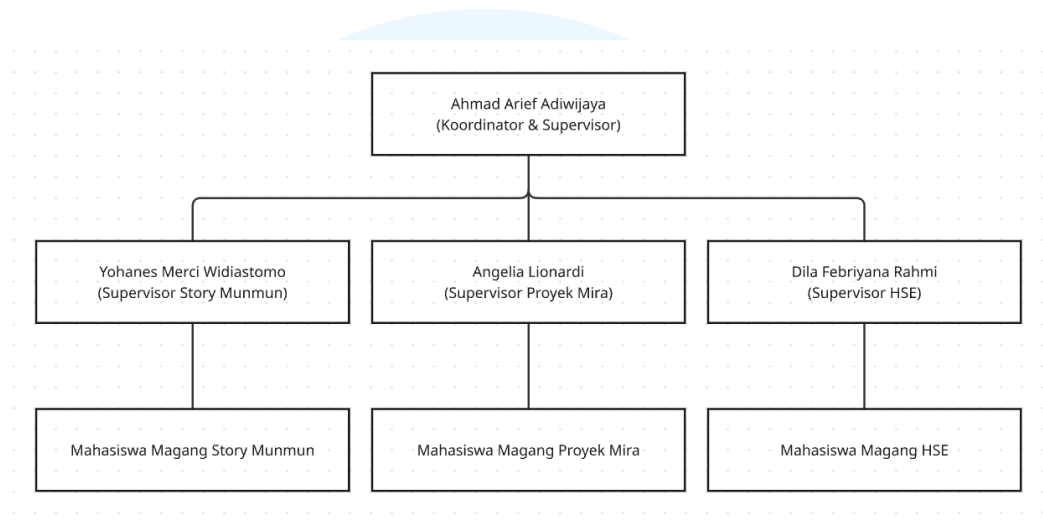 Ahmad Arief Adiwijaya
(Koordinator & Supervisor)
Yohanes Merci Widiastomo
(Supervisor Story Munmun)
Angelia Lionardi
(Supervisor Proyek Mira)
Dila Febriyana Rahmi
(Supervisor HSE)
Mahasiswa Magang Story Munmun
Mahasiswa Magang Proyek Mira
Mahasiswa Magang HSE